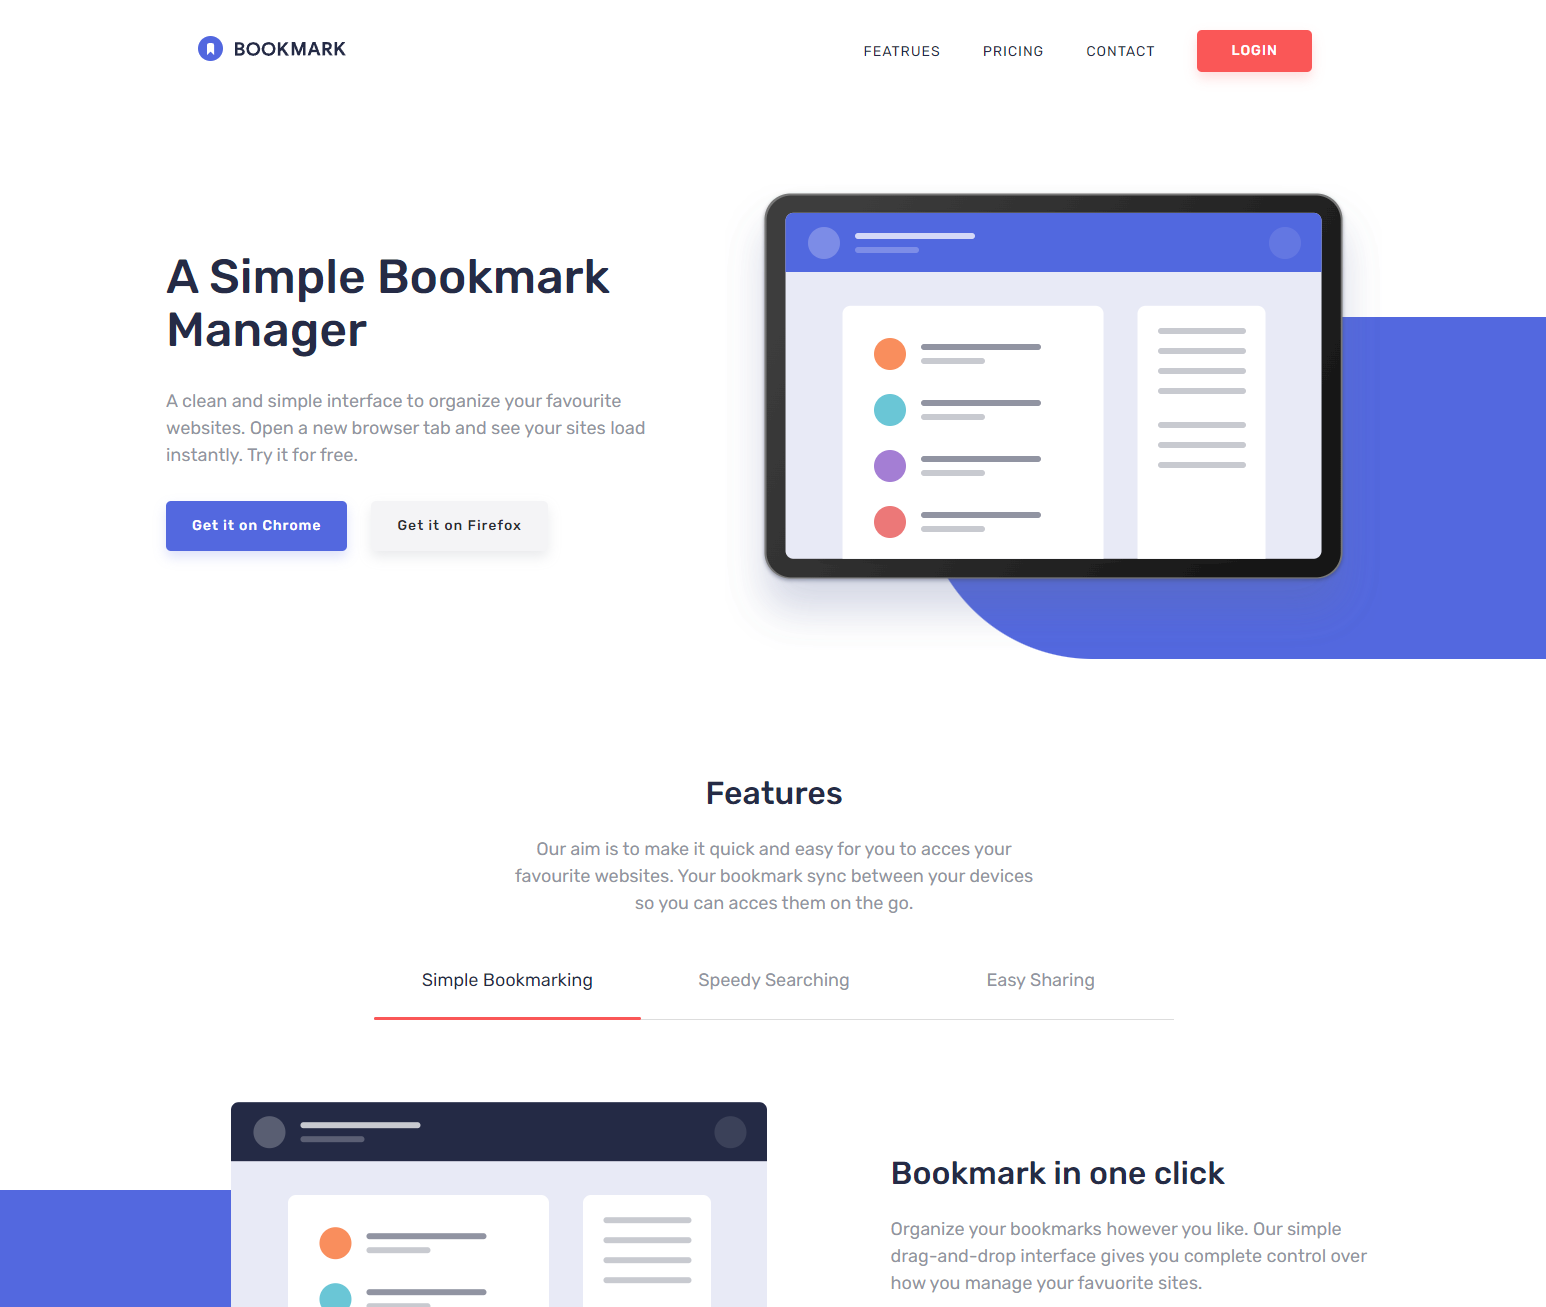 BOOKMARK
FEATRUES
PRICING
CONTACT
LOGIN
A Simple Bookmark
Manager
A clean and simple interface to organize your favourite
websites. Open a new browser tab and see your sites load
instantly. Try it for free.
Get it on Chrome
Get it on Firefox
Features
Our aim is to make it quick and easy for you to acces your
favourite websites. Your bookmark sync between your devices
so you can acces them on the go.
Simple Bookmarking
Speedy Searching
Easy Sharing
Bookmark in one click
Organize your bookmarks however you like. Our simple
drag-and-drop interface gives you complete control over
how you manage your favuorite sites.